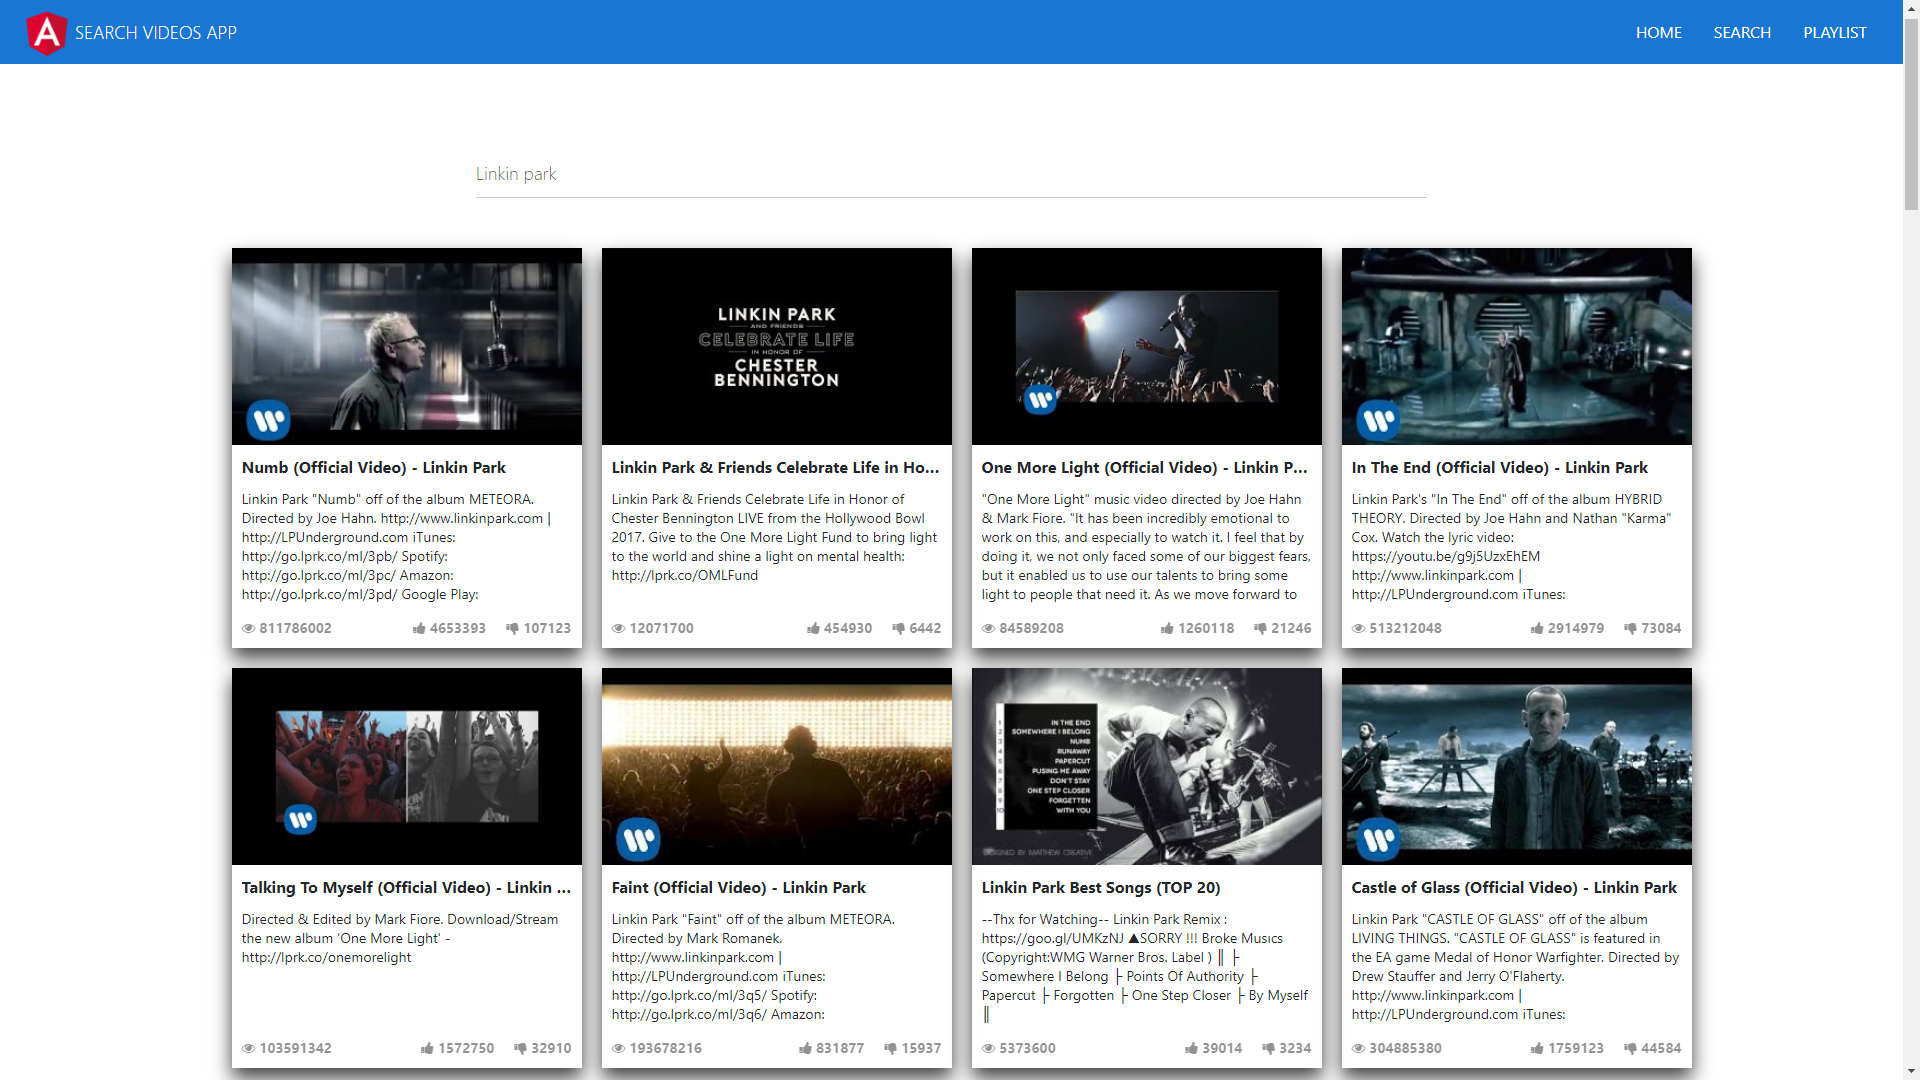 SEARCH VIDEOS APP
HOME
SEARCH
PLAYLIST
Linkin park
LINKIN PARK
AND FRIENDS
CELEBRATE LIFE
IN HONOR OF
CHESTER
BENNINGTON
Numb (Official Video) - Linkin Park
Linkin Park "Numb" off of the album METEORA.
Directed by Joe Hahn. http://www.linkinpark.com |
http://LPUnderground.com iTunes:
http://go.lprk.co/ml/3pb/ Spotify:
http://go.lprk.co/ml/3pc/ Amazon:
http://go.lprk.co/ml/3pd/ Google Play:
811786002
4653393
107123
Linkin Park & Friends Celebrate Life in Ho...
Linkin Park & Friends Celebrate Life in Honor of
Chester Bennington LIVE from the Hollywood Bowl
2017. Give to the One More Light Fund to bring light
to the world and shine a light on mental health:
http://lprk.co/OMLFund
12071700
454930
6442
One More Light (Official Video) - Linkin P...
"One More Light" music video directed by Joe Hahn
& Mark Fiore. "It has been incredibly emotional to
work on this, and especially to watch it. I feel that by
doing it, we not only faced some of our biggest fears,
but it enabled us to use our talents to bring some
light to people that need it. As we move forward to
84589208
1260118
21246
In The End (Official Video) - Linkin Park
Linkin Park's "In The End" off of the album HYBRID
THEORY. Directed by Joe Hahn and Nathan "Karma"
Cox. Watch the lyric video:
https://youtu.be/g9j5UzxEhEM
http://www.linkinpark.com |
http://LPUnderground.com iTunes:
513212048
2914979
73084
Talking To Myself (Official Video) - Linkin ...
Directed & Edited by Mark Fiore. Download/Stream
the new album 'One More Light' -
http://lprk.co/onemorelight
103591342
1572750
32910
Faint (Official Video) - Linkin Park
Linkin Park "Faint" off of the album METEORA.
Directed by Mark Romanek.
http://www.linkinpark.com |
http://LPUnderground.com iTunes:
http://go.lprk.co/ml/3q5/ Spotify:
http://go.lprk.co/ml/3q6/ Amazon:
193678216
831877
15937
1 IN THE END
2 SOMEWHERE I BELONG
3 NUMB
4 RUNAWAY
5 PAPERCUT
6 PUSING ME AWAY
7 DON'T STAY
8 ONE STEP CLOSER
9 FORGOTTEN
10 WITH YOU
DESIGNED BY MATTHEW CREATIVE
Linkin Park Best Songs (TOP 20)
--Thx for Watching-- Linkin Park Remix :
https://goo.gl/UMKzNJ ▲SORRY !!! Broke Musıcs
(Copyright:WMG Warner Bros. Label ) ║ ├
Somewhere I Belong ├ Points Of Authority ├
Papercut ├ Forgotten ├ One Step Closer ├ By Myself
║
5373600
39014
3234
Castle of Glass (Official Video) - Linkin Park
Linkin Park "CASTLE OF GLASS" off of the album
LIVING THINGS. "CASTLE OF GLASS" is featured in
the EA game Medal of Honor Warfighter. Directed by
Drew Stauffer and Jerry O'Flaherty.
http://www.linkinpark.com |
http://LPUnderground.com iTunes:
304885380
1759123
44584